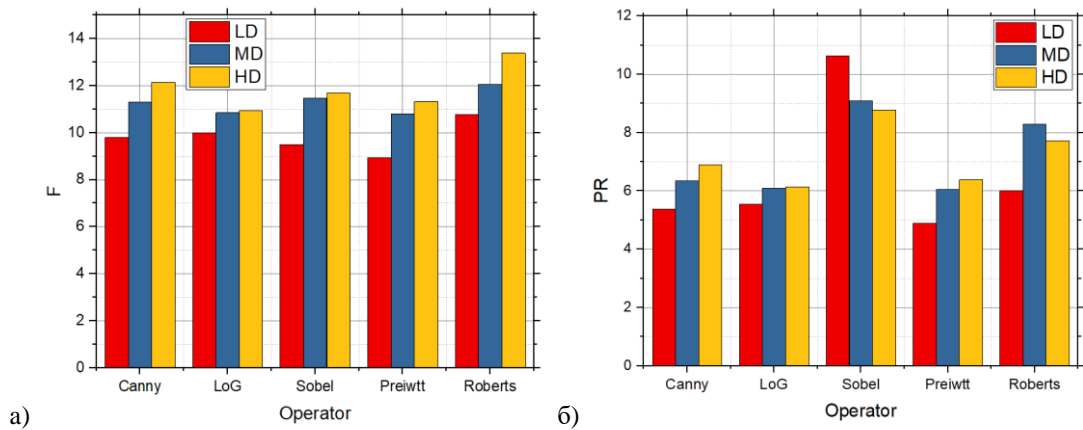 14
12
10
8
6
4
2
0
F
LD
MD
HD
Canny LoG Sobel Preiwtt Roberts
Operator
а)
12
10
8
6
4
2
0
PR
LD
MD
HD
Canny LoG Sobel Preiwtt Roberts
Operator
б)